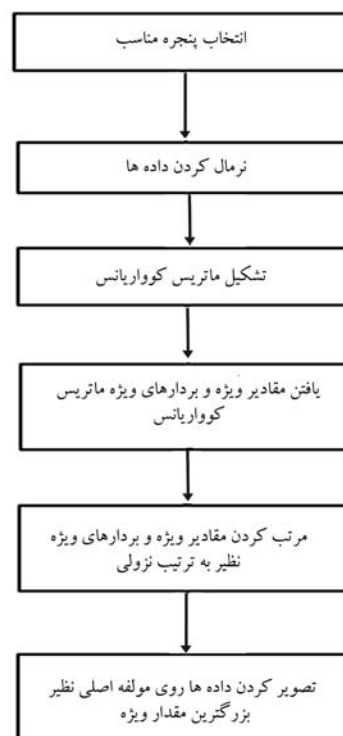 انتخاب پنجره مناسب
نرمال کردن داده ها
تشکیل ماتریس کوواریانس
یافتن مقادیر ویژه و بردارهای ویژه ماتریس
کوواریانس
مرتب کردن مقادیر ویژه و بردارهای ویژه
نظیر به ترتیب نزولی
تصویر کردن داده ها روی مولفه اصلی نظیر
بزرگترین مقدار ویژه